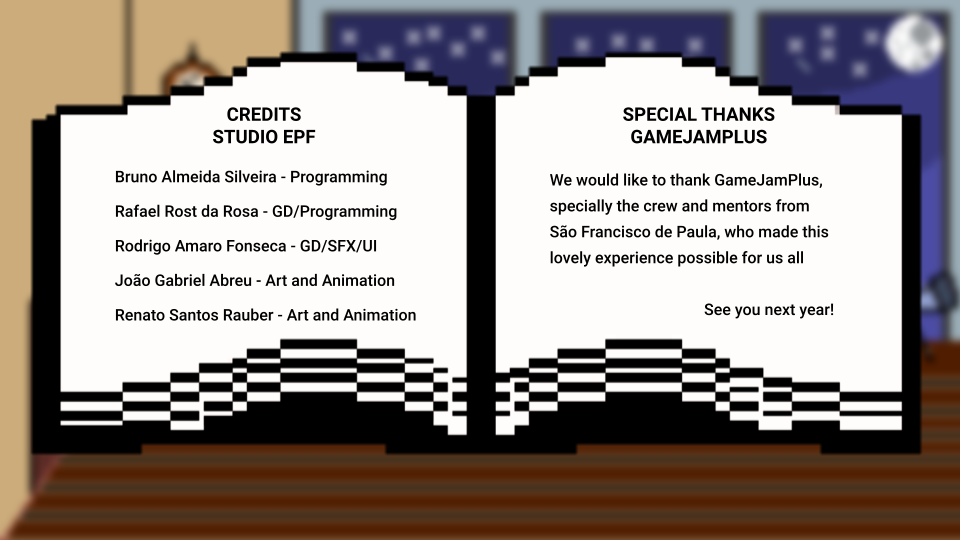 CREDITS
STUDIO EPF
Bruno Almeida Silveira - Programming
Rafael Rost da Rosa - GD/Programming
Rodrigo Amaro Fonseca - GD/SFX/UI
João Gabriel Abreu - Art and Animation
Renato Santos Rauber - Art and Animation
SPECIAL THANKS
GAMEJAMPLUS
We would like to thank GameJamPlus,
specially the crew and mentors from
São Francisco de Paula, who made this
lovely experience possible for us all
See you next year!